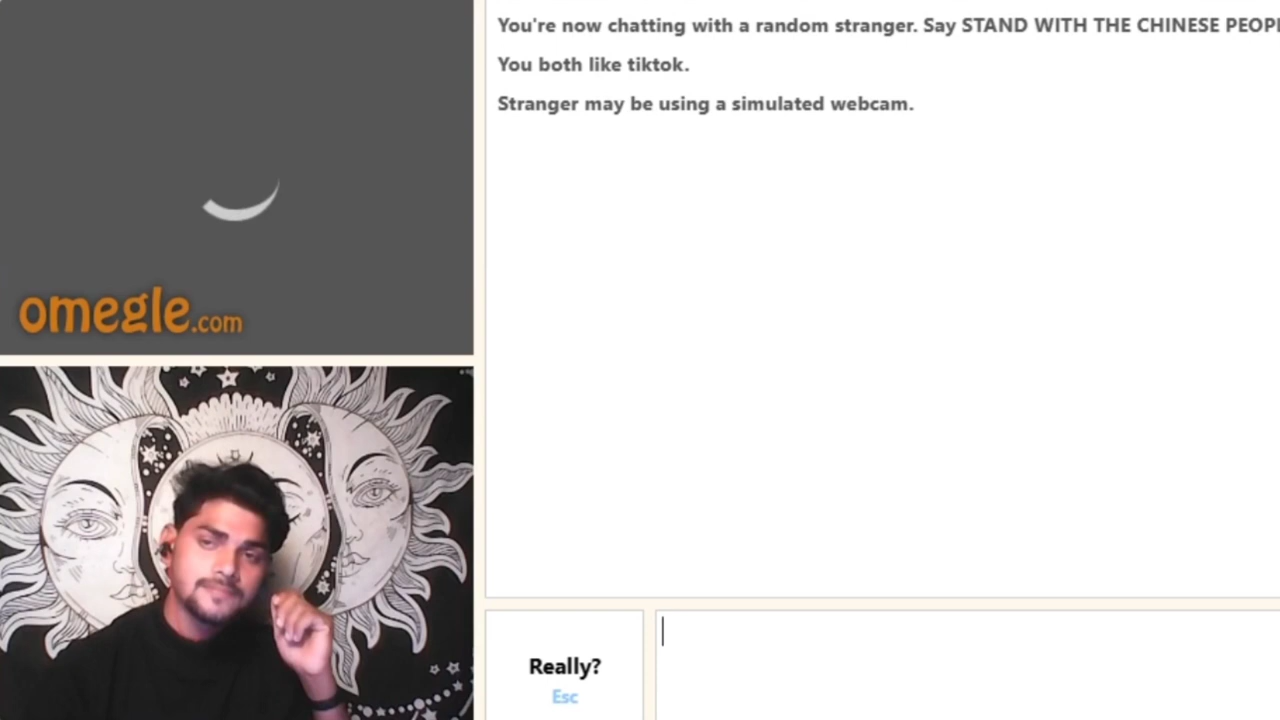 You're now chatting with a random stranger. Say STAND WITH THE CHINESE
You both like tiktok.
Stranger may be using a simulated webcam.
omegle.com
Really?
Esc